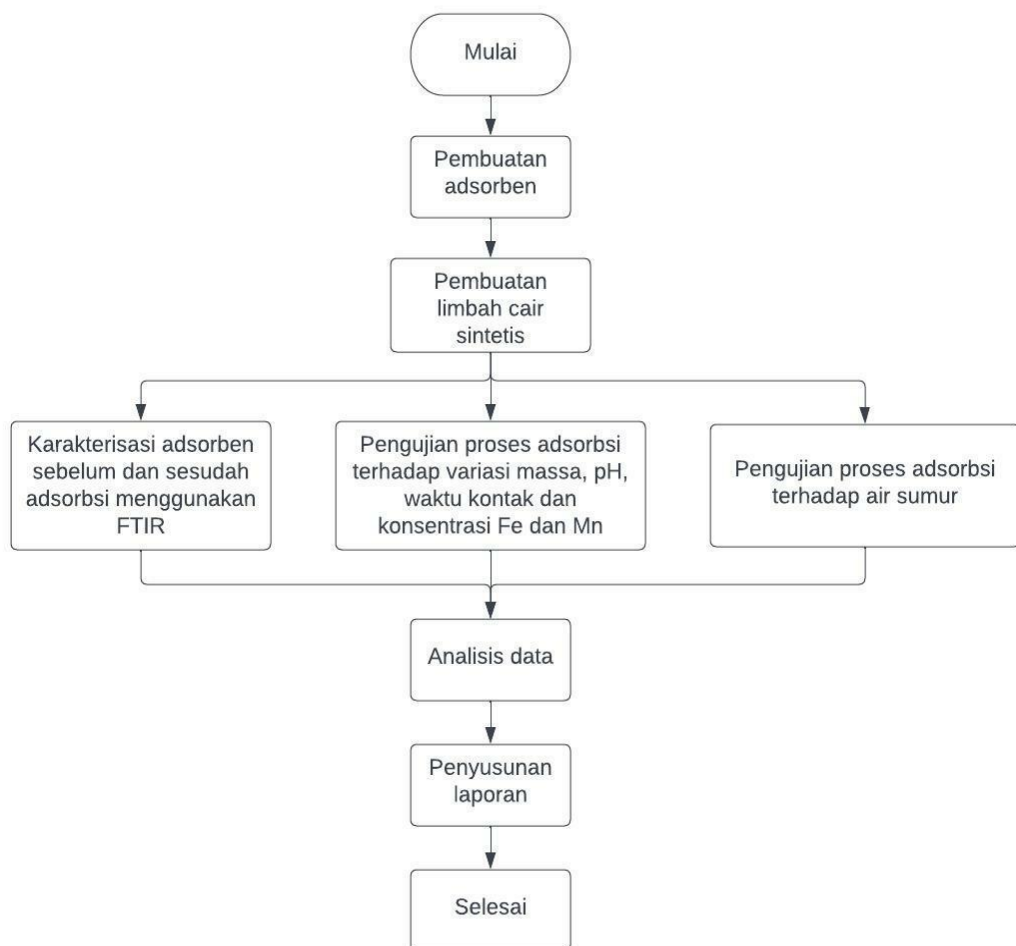 Mulai
Pembuatan
adsorben
Pembuatan
limbah cair
sintetis
Karakterisasi adsorben
sebelum dan sesudah
adsorbsi menggunakan
FTIR
Pengujian proses adsorbsi
terhadap variasi massa, pH,
waktu kontak dan
konsentrasi Fe dan Mn
Pengujian proses adsorbsi
terhadap air sumur
Analisis data
Penyusunan
laporan
Selesai